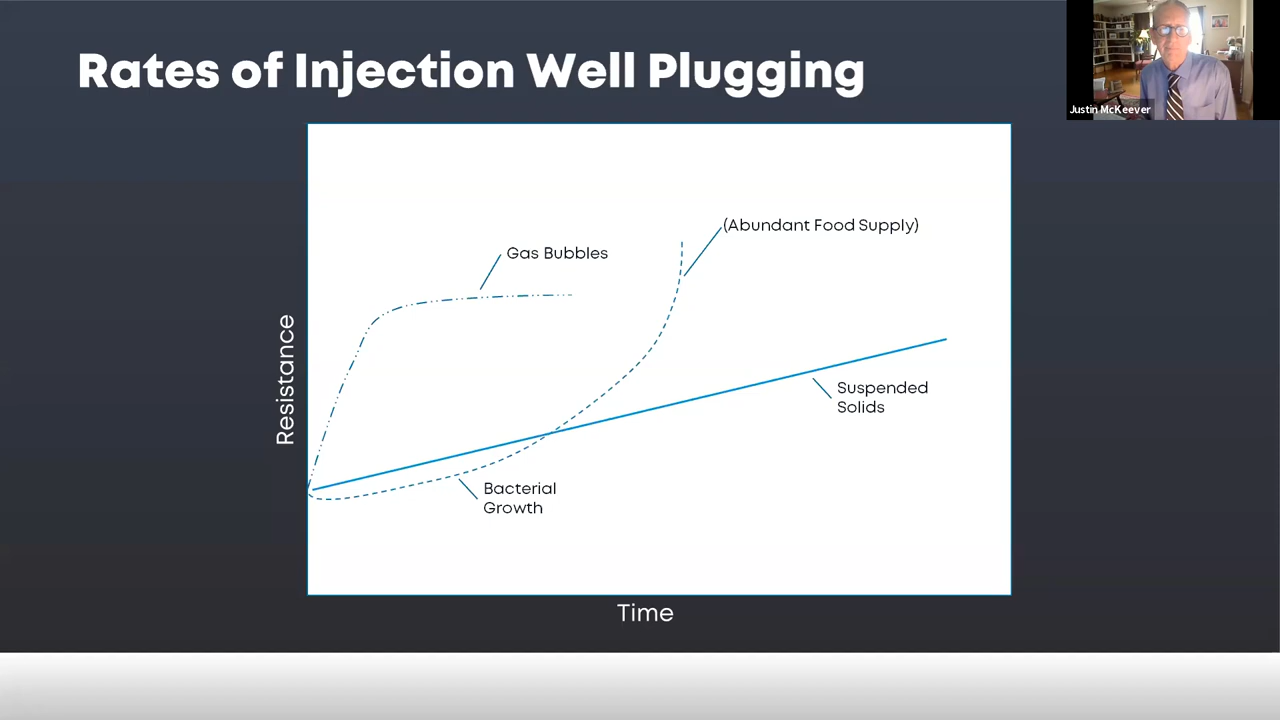 Rates of Injection Well Plugging
Justin McKeever
(Abundant Food Supply)
Gas Bubbles
Resistance
Suspended
Solids
Bacterial
Growth
Time